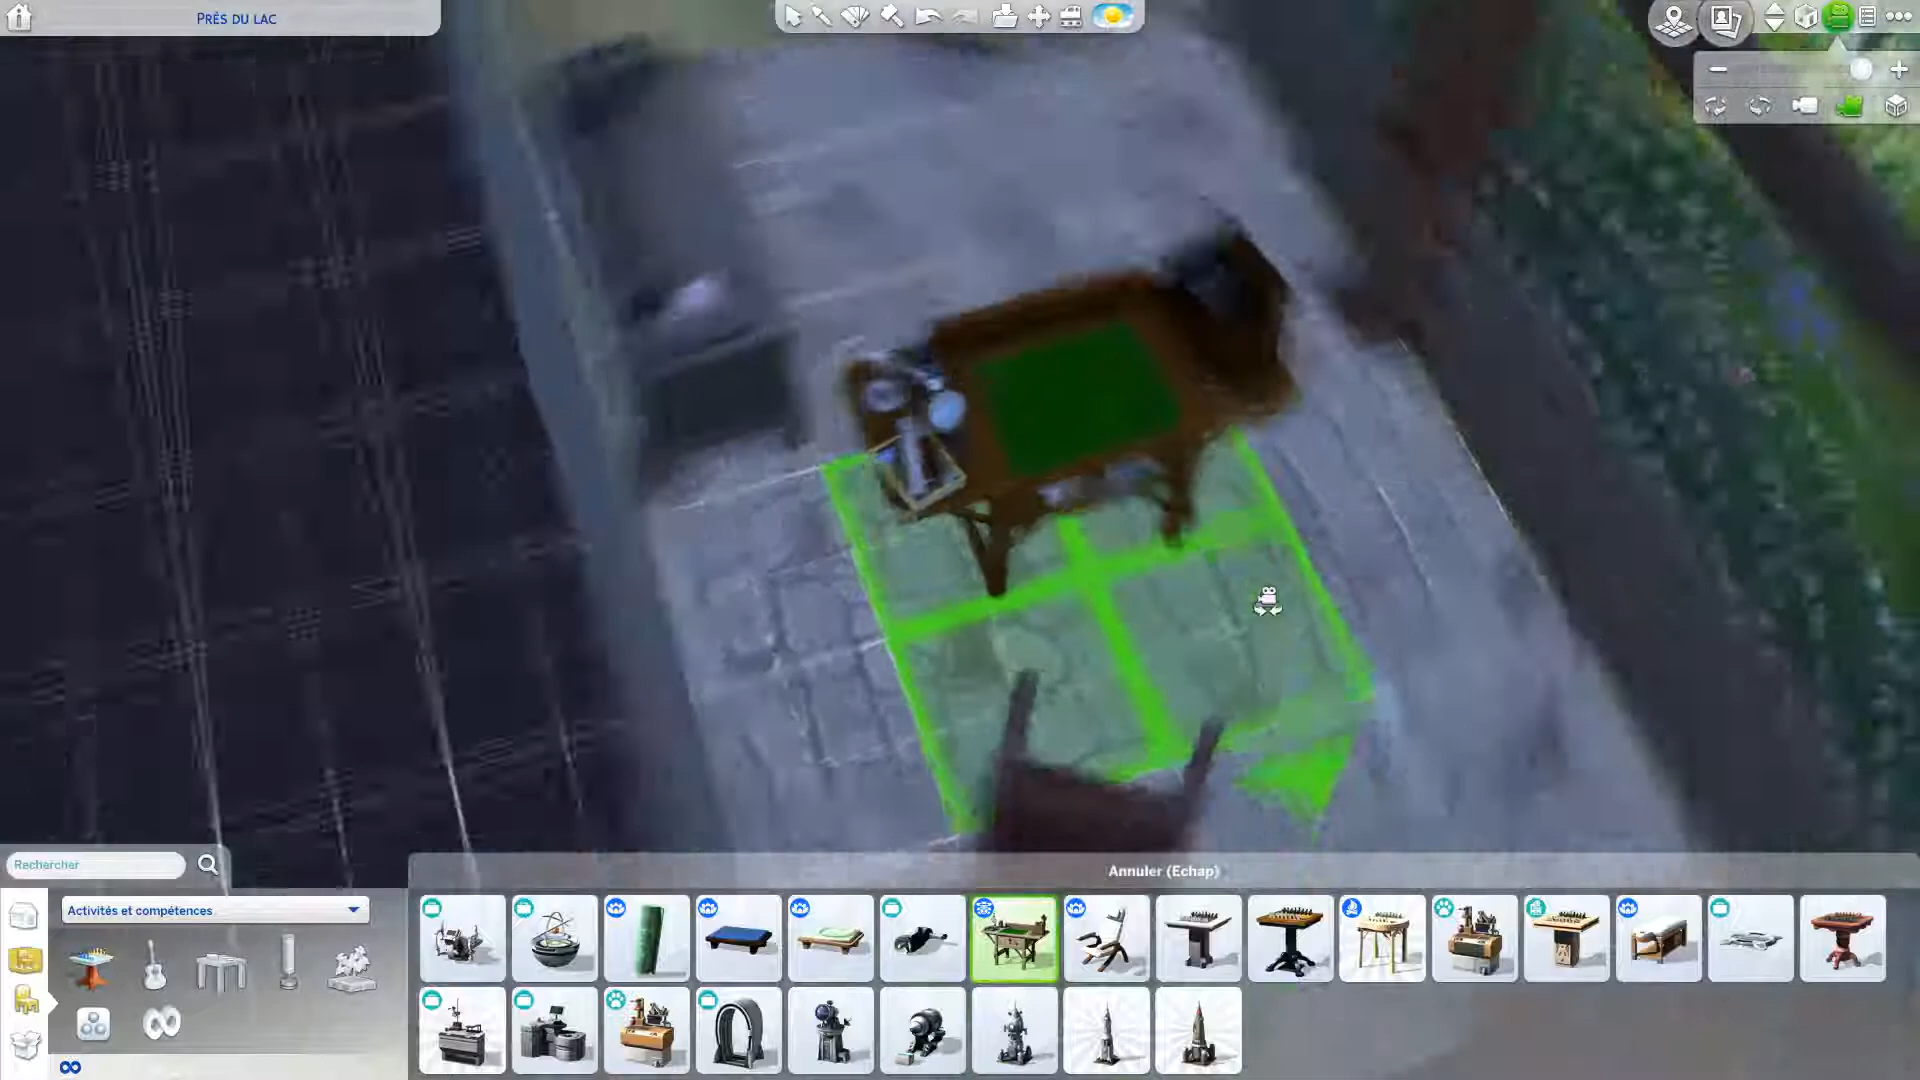 PRÈS DU LAC
Annuler (Echap)
Rechercher
Activités et compétences